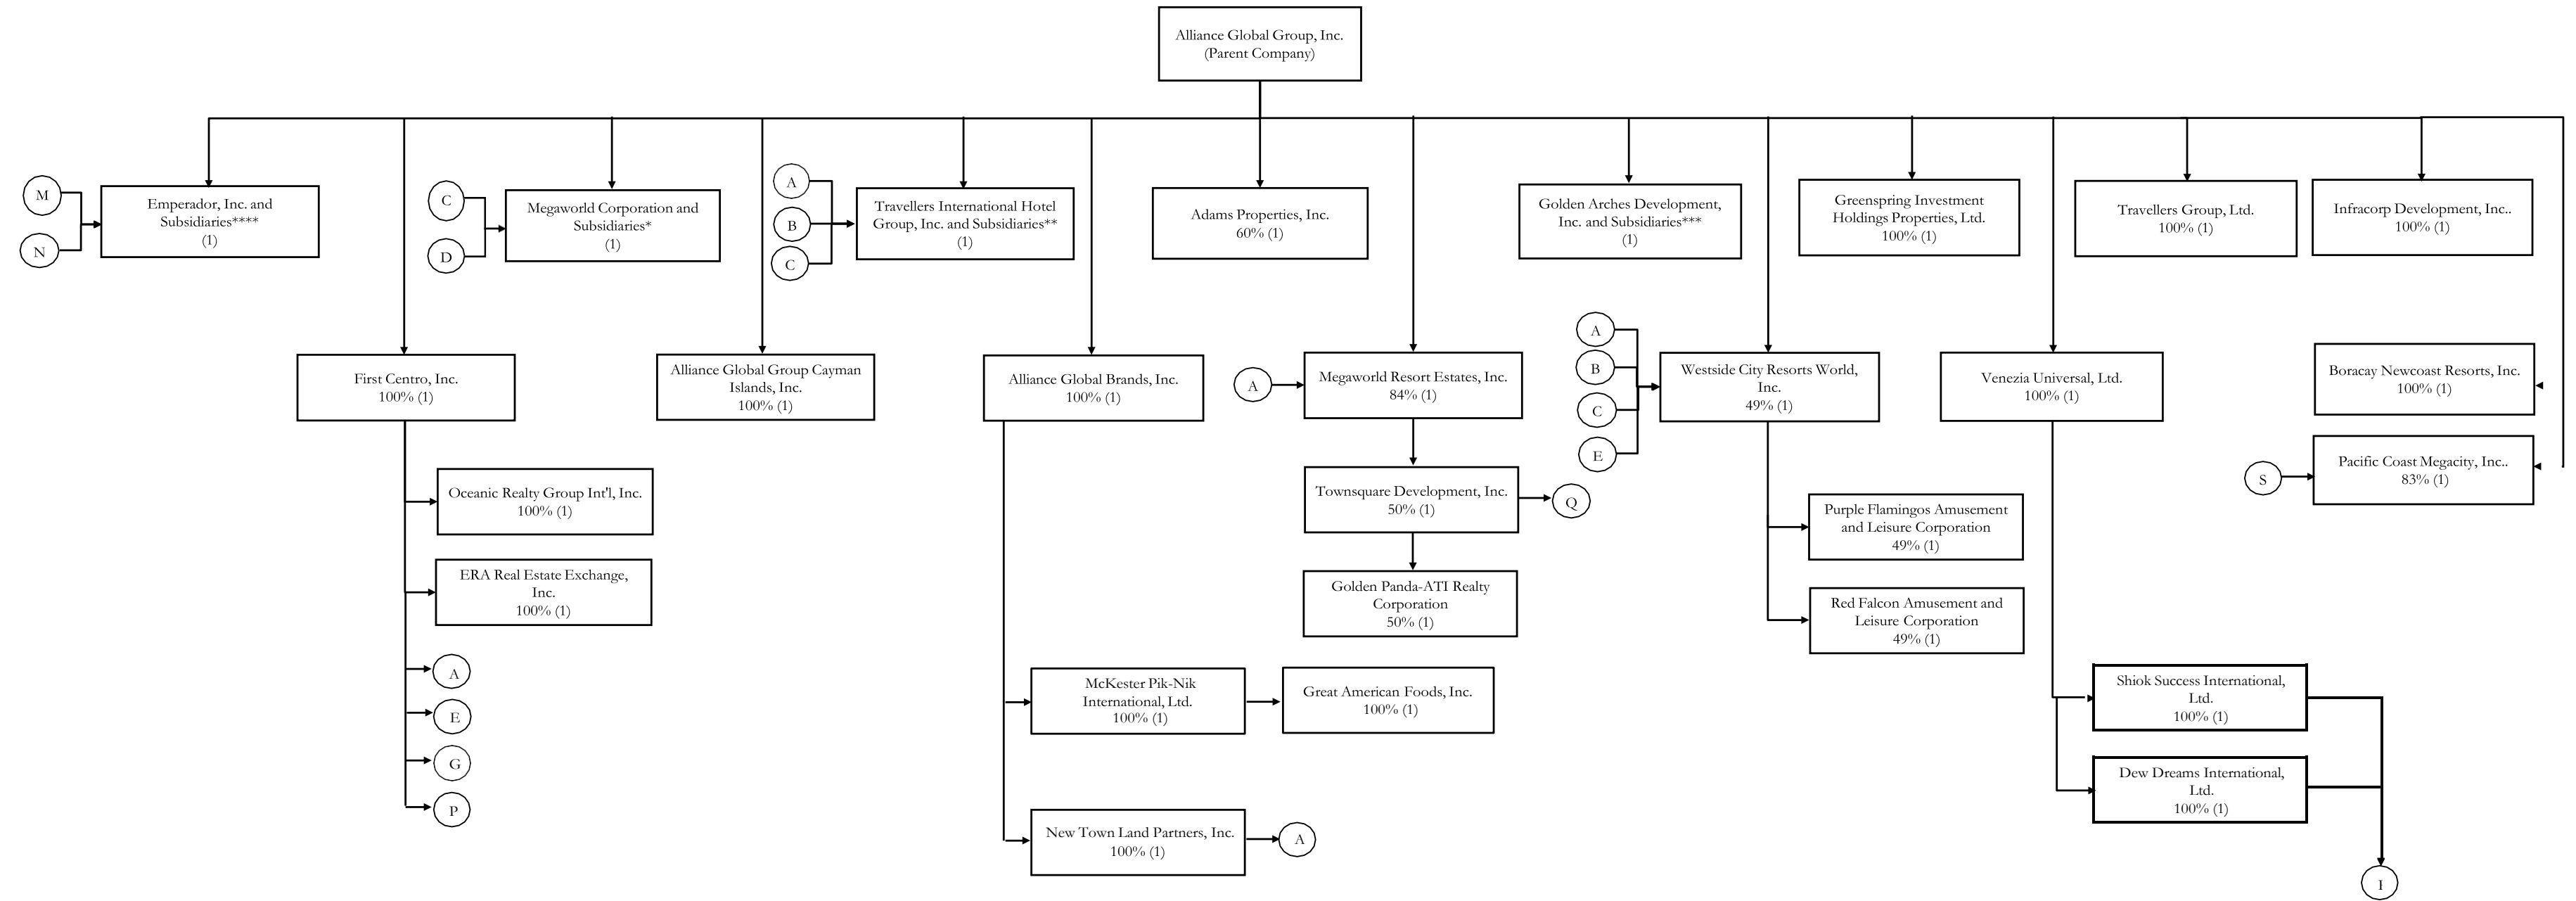 Alliance Global Group, Inc.
(Parent Company)
M
N
Emperador, Inc. and
Subsidiaries****
(1)
C
D
Megaworld Corporation and
Subsidiaries*
(1)
A
B
C
Travellers International Hotel
Group, Inc. and Subsidiaries**
(1)
Adams Properties, Inc.
60% (1)
Golden Arches Development,
Inc. and Subsidiaries***
(1)
Greenspring Investment
Holdings Properties, Ltd.
100% (1)
Travellers Group, Ltd.
100% (1)
Infracorp Development, Inc..
100% (1)
First Centro, Inc.
100% (1)
Alliance Global Group Cayman
Islands, Inc.
100% (1)
Alliance Global Brands, Inc.
100% (1)
A
Megaworld Resort Estates, Inc.
84% (1)
A
B
C
E
Westside City Resorts World,
Inc.
49% (1)
Venezia Universal, Ltd.
100% (1)
Boracay Newcoast Resorts, Inc.
100% (1)
S
Pacific Coast Megacity, Inc..
83% (1)
Oceanic Realty Group Int'l, Inc.
100% (1)
Townsquare Development, Inc.
50% (1)
Q
Purple Flamingos Amusement
and Leisure Corporation
49% (1)
ERA Real Estate Exchange,
Inc.
100% (1)
Golden Panda-ATI Realty
Corporation
50% (1)
Red Falcon Amusement and
Leisure Corporation
49% (1)
A
E
G
P
McKester Pik-Nik
International, Ltd.
100% (1)
Great American Foods, Inc.
100% (1)
Shiok Success International,
Ltd.
100% (1)
Dew Dreams International,
Ltd.
100% (1)
New Town Land Partners, Inc.
100% (1)
A
I